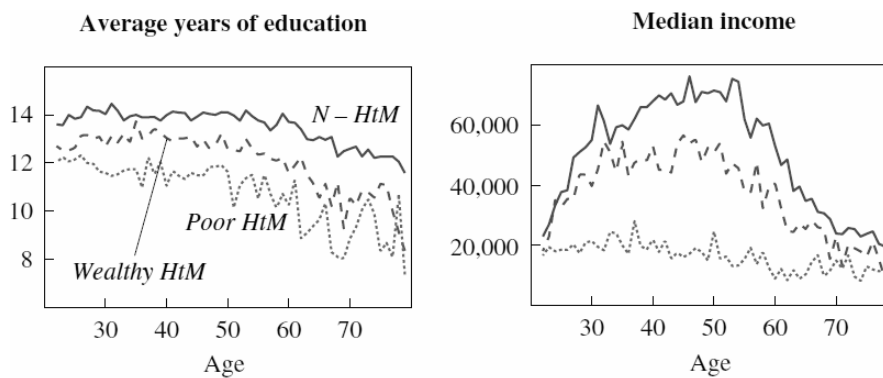 Average years of education
14
12
10
8
N – HtM
Poor HtM
Wealthy HtM
30 40 50 60 70
Age
Median income
60,000
40,000
20,000
30 40 50 60 70
Age